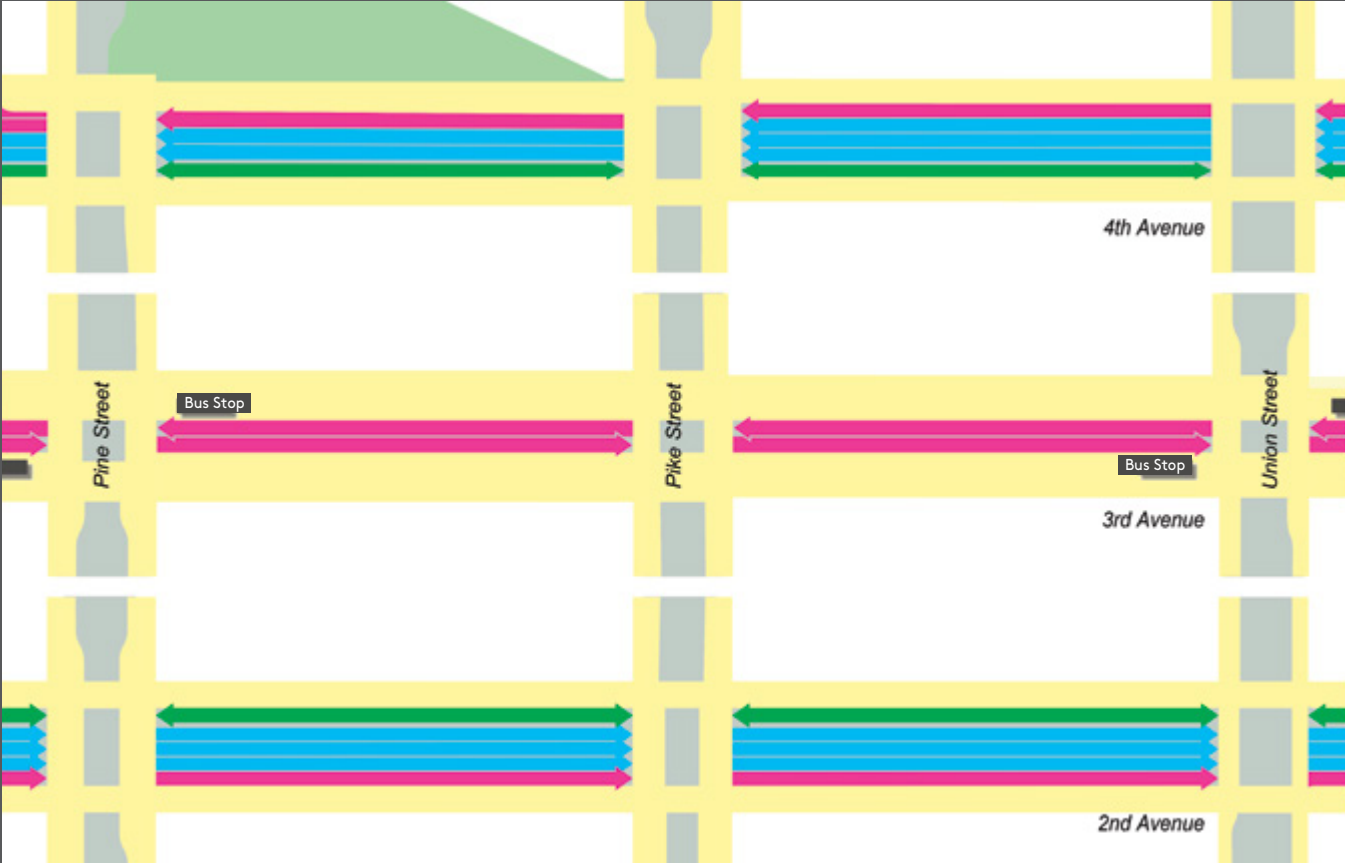 4th Avenue
Pine Street
Bus Stop
Pike Street
Union Street
Bus Stop
3rd Avenue
2nd Avenue